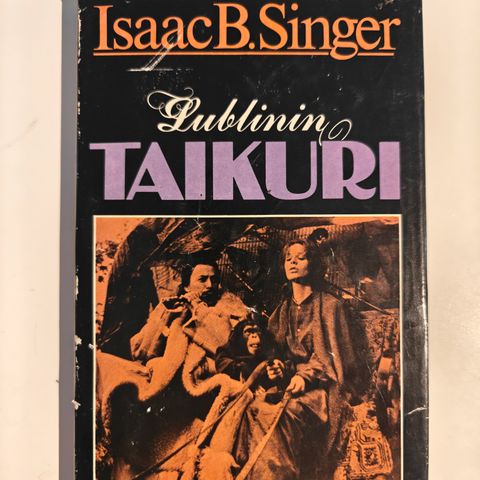 Isaac B. Singer
Lublinin
TAIKURI